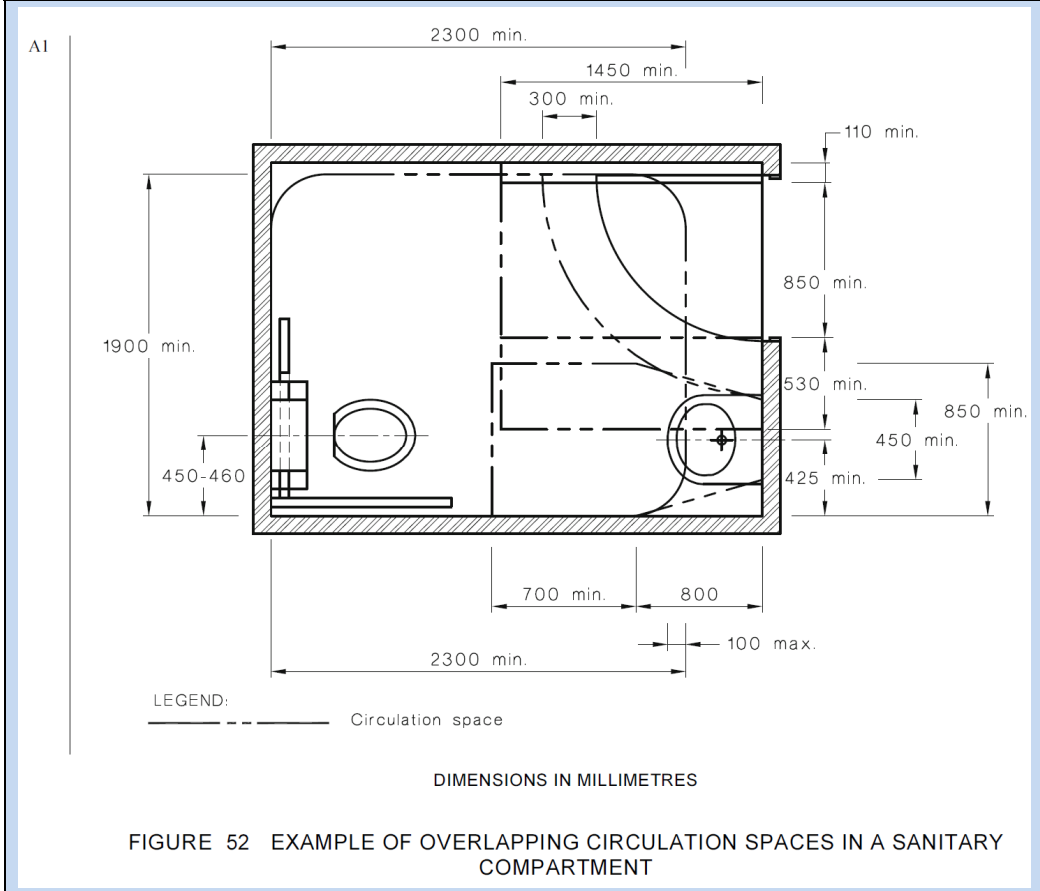 A1
2300 min.
1450 min.
300 min.
110 min.
850 min.
1900 min.
530 min.
850 min.
450 min.
450-460
425 min.
700 min.
800
100 max.
2300 min.
LEGEND:
Circulation space
DIMENSIONS IN MILLIMETRES
FIGURE 52 EXAMPLE OF OVERLAPPING CIRCULATION SPACES IN A SANITARY
COMPARTMENT